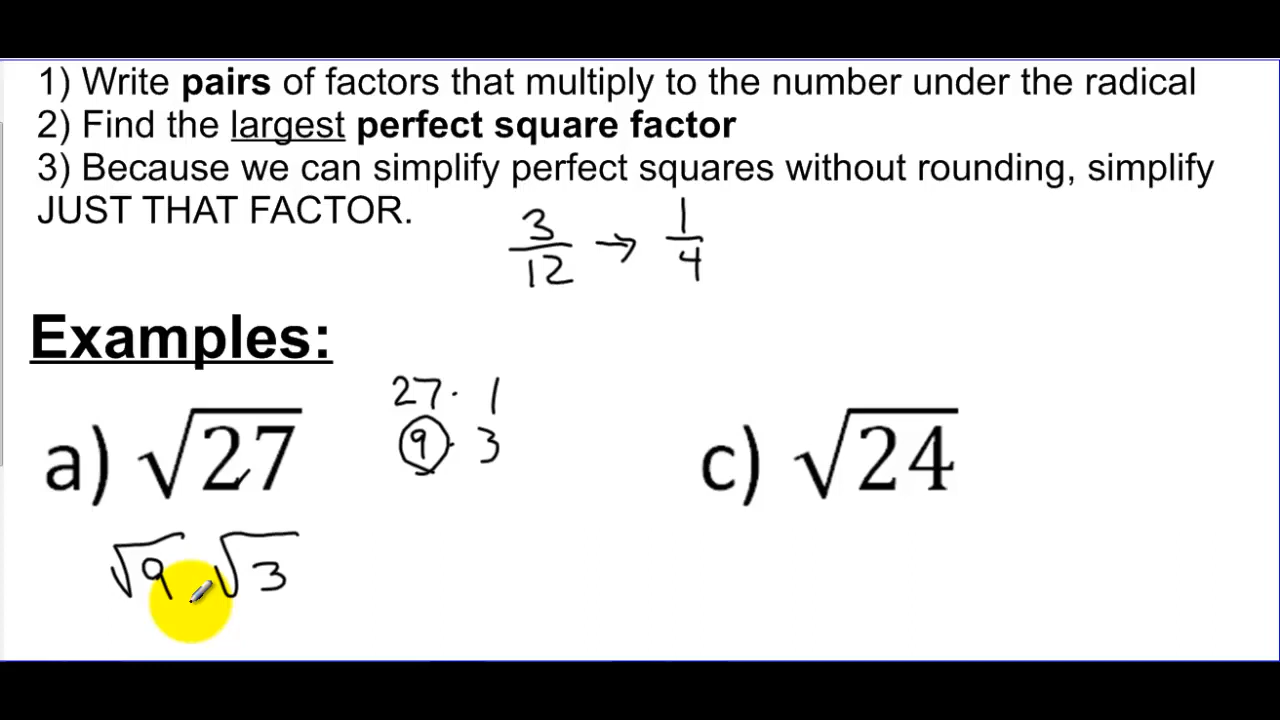 1) Write pairs of factors that multiply to the number under the radical
2) Find the largest perfect square factor
3) Because we can simplify perfect squares without rounding, simplify
JUST THAT FACTOR.
3/12 → 1/4
Examples:
27 · 1
9 · 3
a) √27
c) √24
√9 · √3